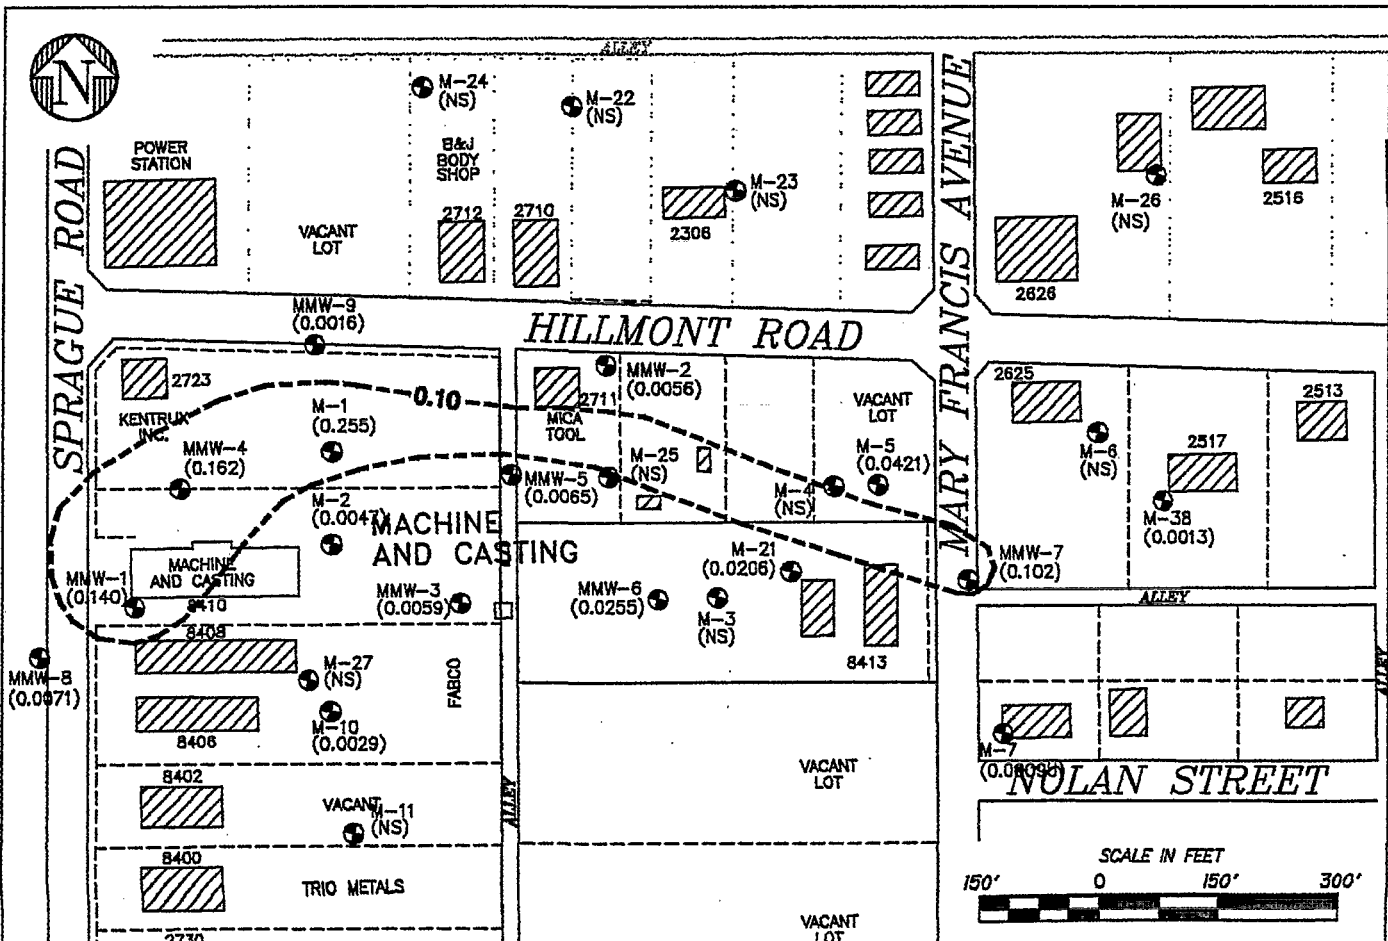 ALLEY
N
M-24
(NS)
M-22
(NS)
POWER
STATION
B&J
BODY
SHOP
M-23
(NS)
M-26
(NS)
2516
2712
2710
2306
VACANT
LOT
2626
SPRAGUE ROAD
MARY FRANCIS AVENUE
MMW-9
(0.0016)
HILLMONT ROAD
2723
KENTRUX
INC.
M-1
(0.255)
0.10
2711
MICA
TOOL
MMW-2
(0.0056)
VACANT
LOT
2625
2513
MMW-4
(0.162)
MMW-5
(0.0065)
M-25
(NS)
M-4
(NS)
M-5
(0.0421)
M-6
(NS)
2517
M-38
(0.0013)
M-2
(0.0047)
MACHINE
AND CASTING
MACHINE
AND CASTING
8410
MMW-1
(0.140)
MMW-3
(0.0059)
MMW-6
(0.0255)
M-21
(0.0206)
M-3
(NS)
MMW-7
(0.102)
ALLEY
8413
8408
MMW-8
(0.0071)
M-27
(NS)
FABCO
M-10
(0.0029)
8406
ALLEY
M-7
NOLAN STREET
8402
VACANT
M-11
(NS)
ALLEY
VACANT
LOT
8400
TRIO METALS
SCALE IN FEET
150' 0 150' 300'
VACANT
LOT
2730